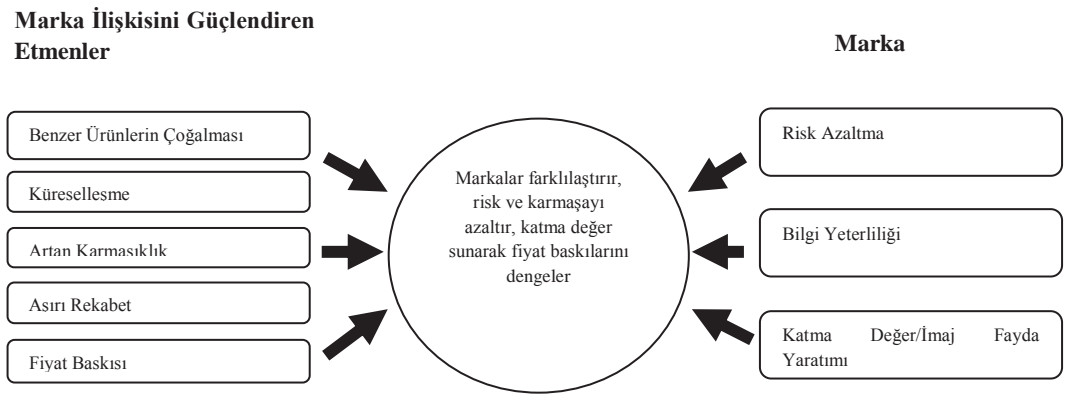 Marka İlişkisini Güçlendiren
Etmenler
Marka
Benzer Ürünlerin Çoğalması
Küresellesme
Artan Karmasıklık
Asırı Rekabet
Fiyat Baskısı
Markalar farklılaştırır,
risk ve karmaşayı
azaltır, katma değer
sunarak fiyat baskılarını
dengeler
Risk Azaltma
Bilgi Yeterliliği
Katma Değer/İmaj Fayda
Yaratımı